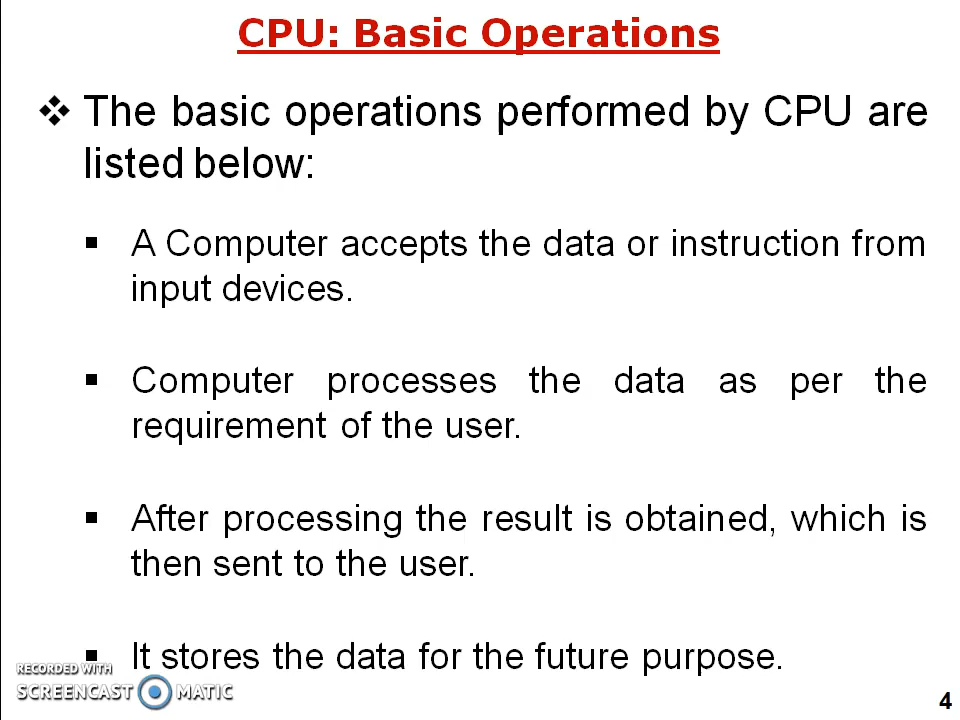 CPU: Basic Operations
The basic operations performed by CPU are
listed below:
A Computer accepts the data or instruction from
input devices.
Computer processes the data as per the
requirement of the user.
After processing the result is obtained, which is
then sent to the user.
It stores the data for the future purpose.
RECORDED WITH
SCREENCAST MATIC
4